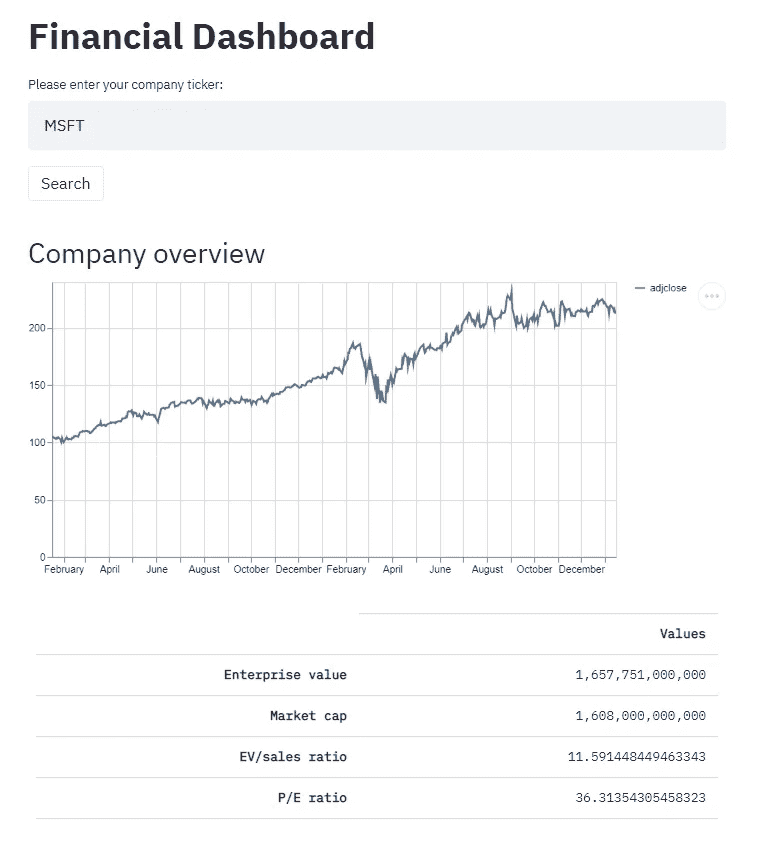 Financial Dashboard
Please enter your company ticker:
MSFT
Search
Company overview
adjclose
200
150
100
50
0
February April June August October December February April June August October December
Values
Enterprise value 1,657,751,000,000
Market cap 1,608,000,000,000
EV/sales ratio 11.591448449463343
P/E ratio 36.31354305458323